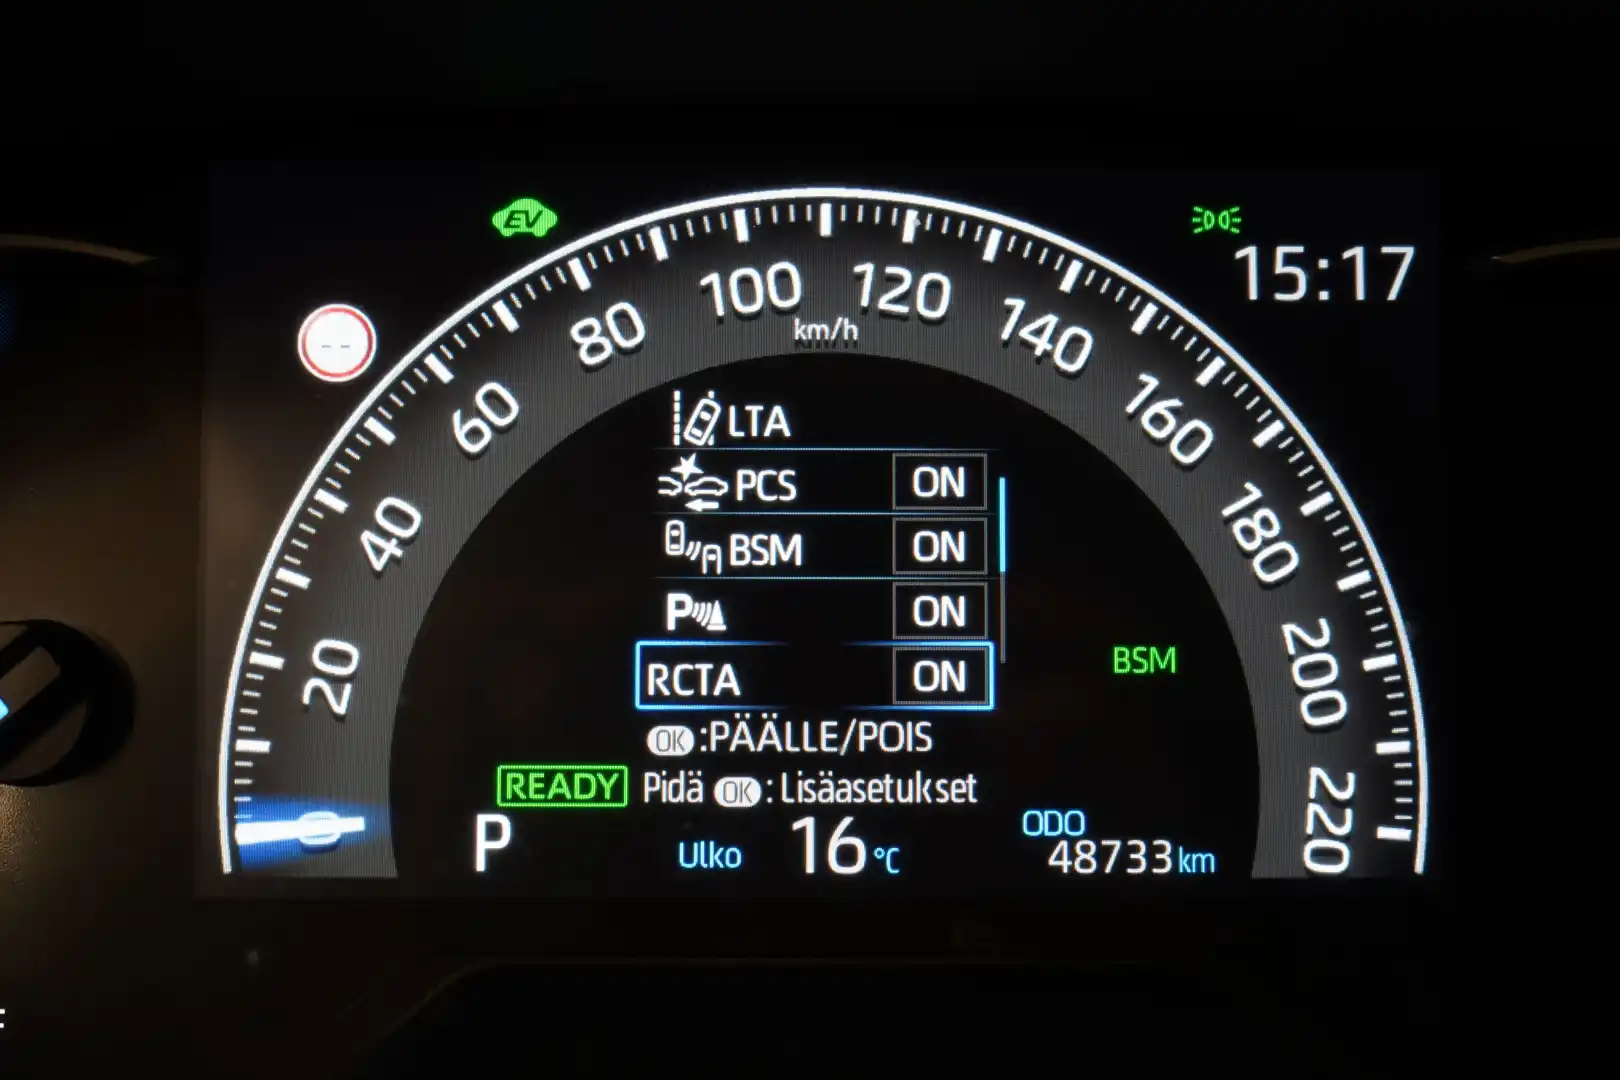 EV
15:17
20
40
60
80
100
120
140
160
180
200
220
km/h
- -
LTA
PCS ON
BSM ON
P ON
RCTA ON
BSM
OK :PÄÄLLE/POIS
READY
Pidä OK : Lisäasetukset
P
Ulko 16 °C
ODO
48733 km